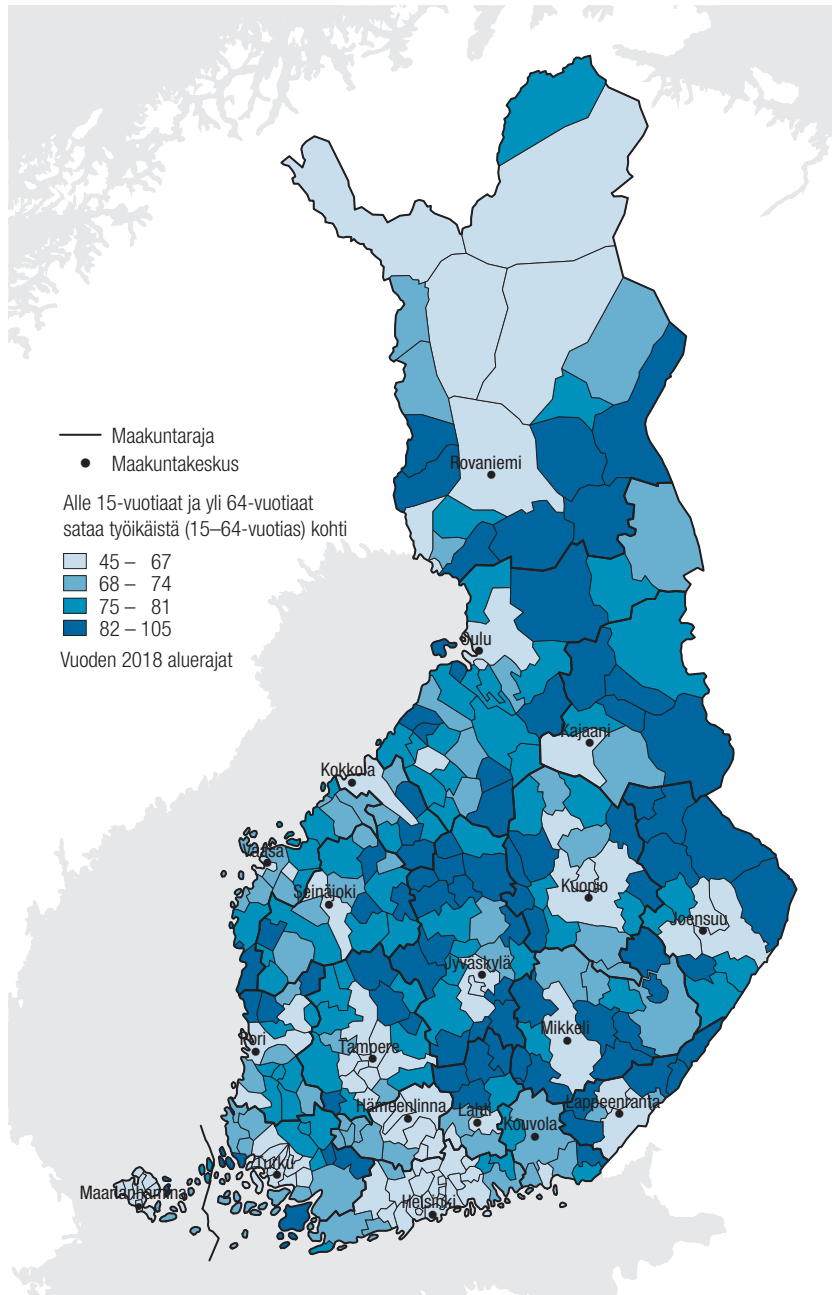 Maakuntaraja
Maakuntakeskus
Alle 15-vuotiaat ja yli 64-vuotiaat
sataa työikäistä (15–64-vuotias) kohti
45 – 67
68 – 74
75 – 81
82 – 105
Vuoden 2018 aluerajat
Rovaniemi
Oulu
Kajaani
Kokkola
Vaasa
Seinäjoki
Kuopio
Joensuu
Jyväskylä
Mikkeli
Pori
Tampere
Hämeenlinna
Lahti
Kouvola
Lappeenranta
Turku
Maarianhamina
Helsinki